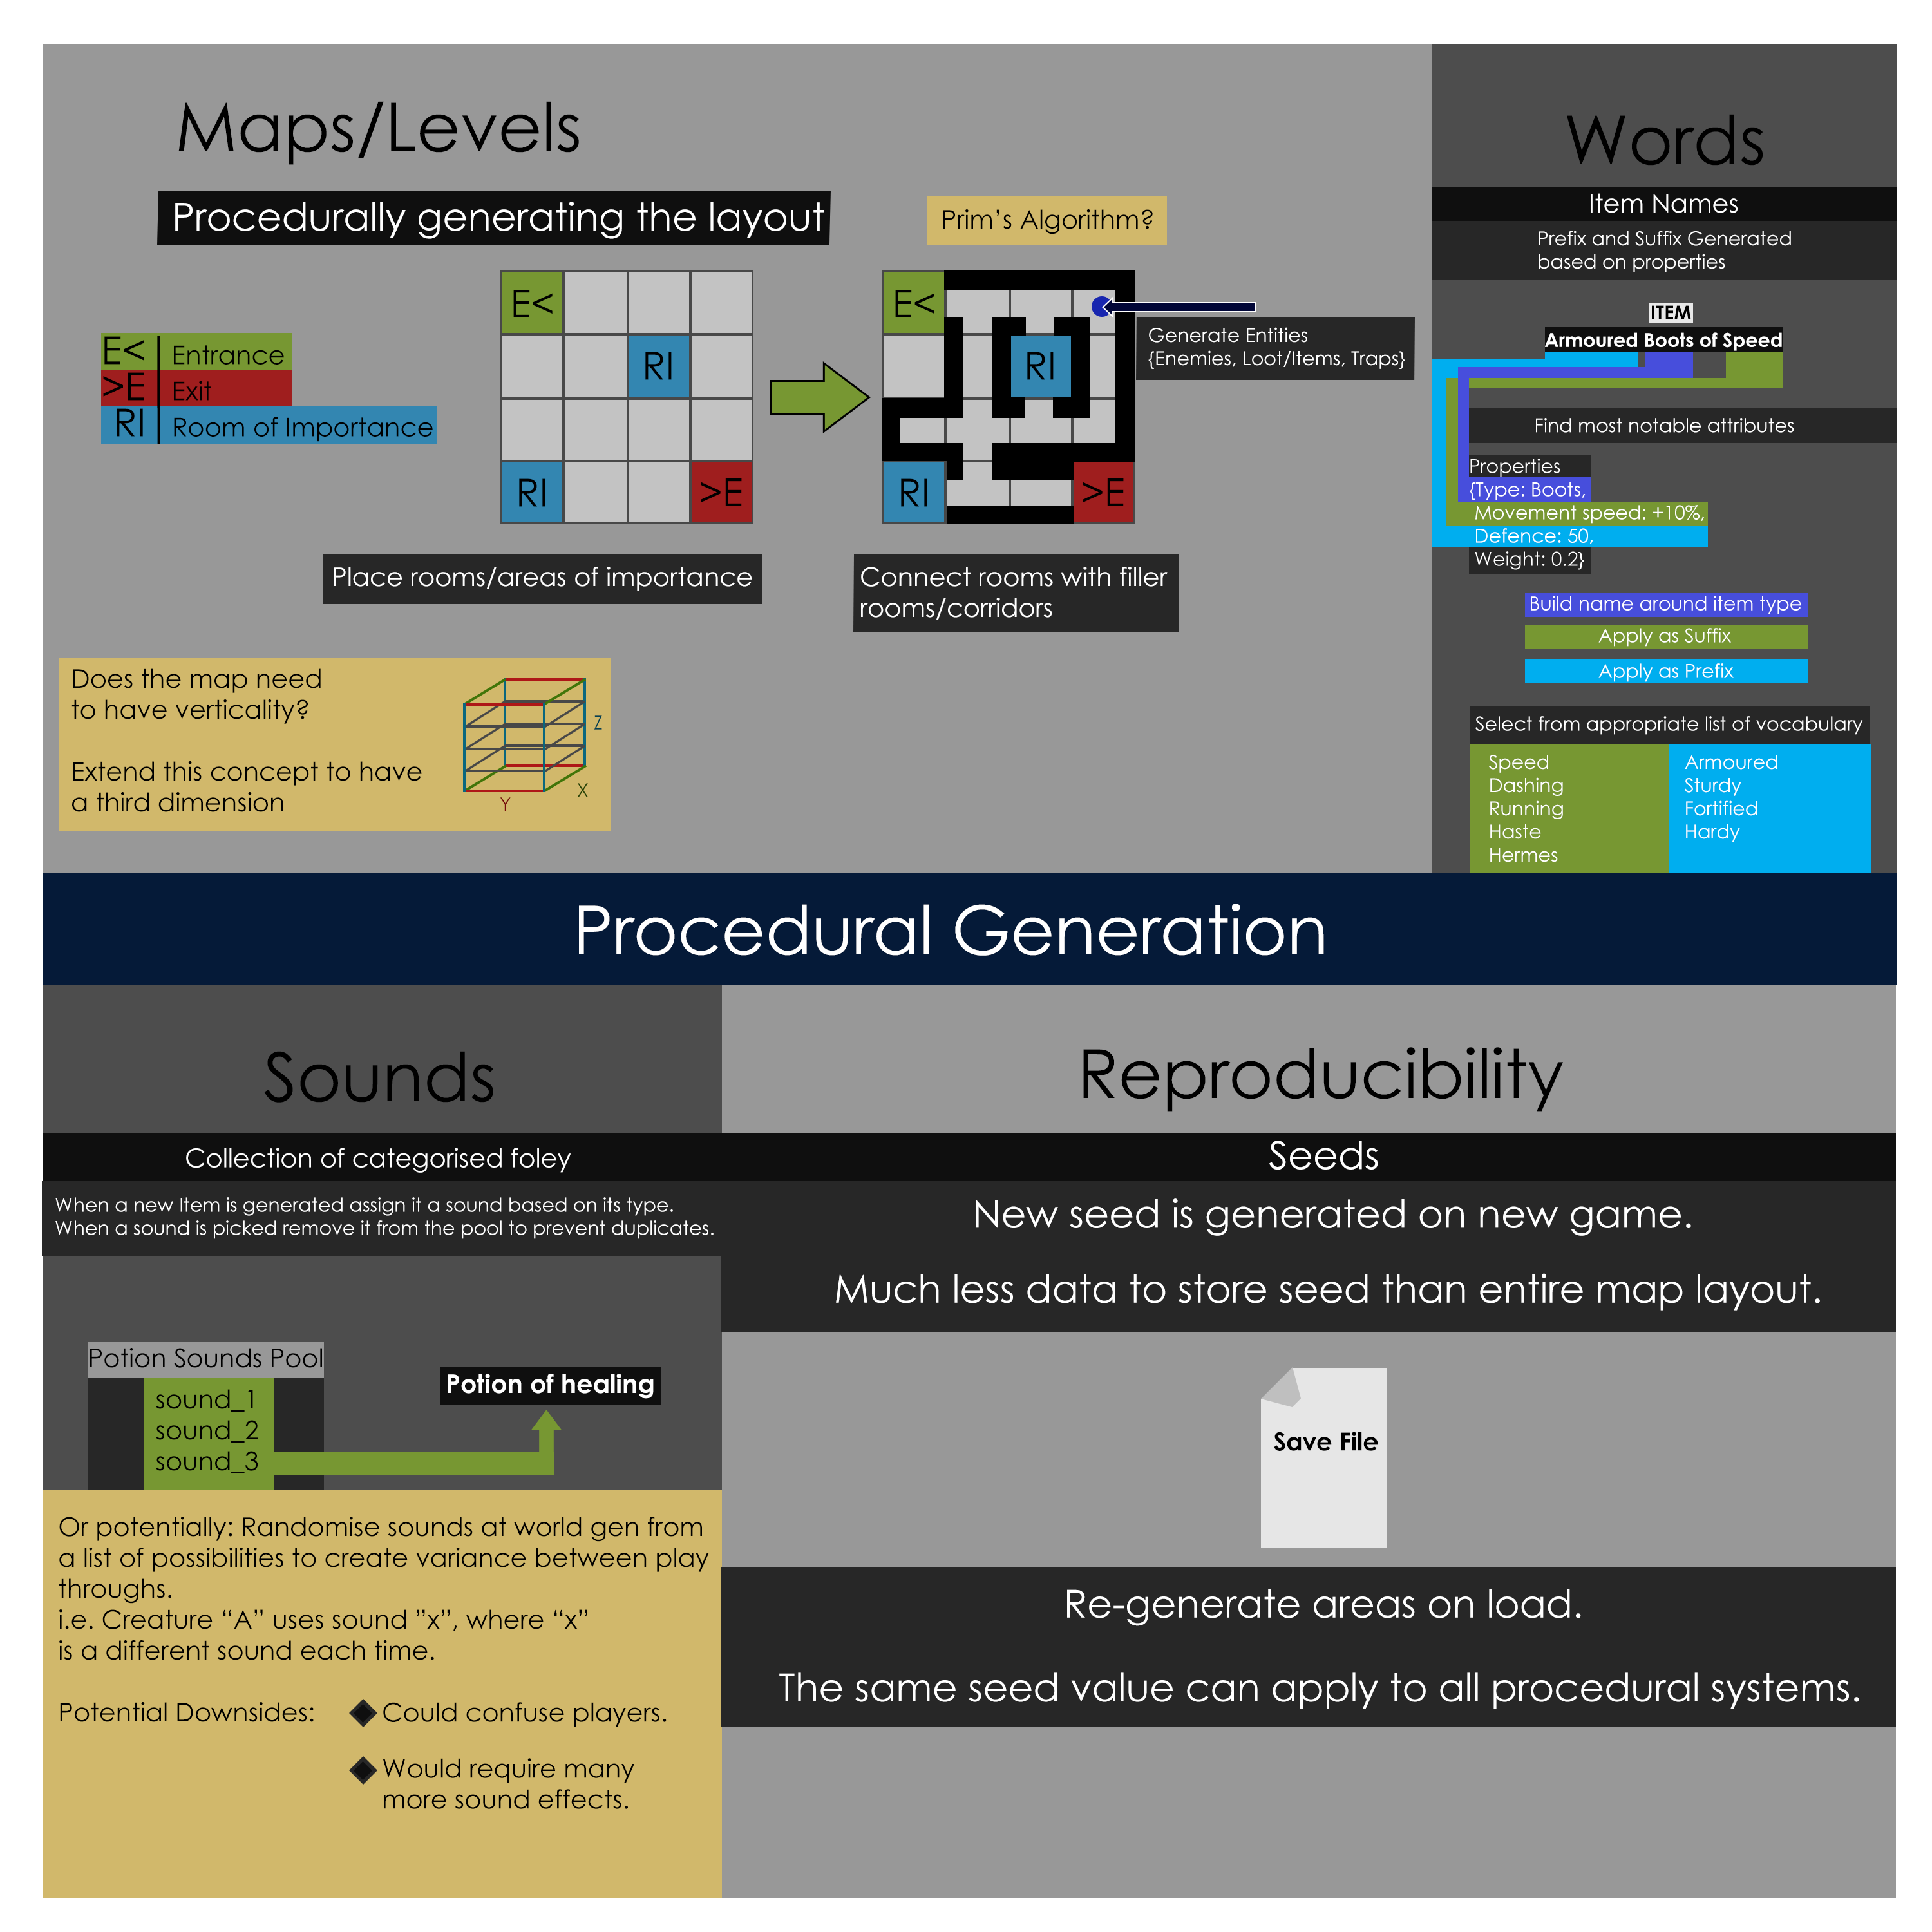 Maps/Levels
Procedurally generating the layout
Prim's Algorithm?
E< | Entrance
>E | Exit
RI | Room of Importance
E<
RI
RI
>E
E<
RI
RI
>E
Generate Entities
{Enemies, Loot/Items, Traps}
Place rooms/areas of importance
Connect rooms with filler
rooms/corridors
Does the map need
to have verticality?
Extend this concept to have
a third dimension
Z
X
Y
Words
Item Names
Prefix and Suffix Generated
based on properties
ITEM
Armoured Boots of Speed
Find most notable attributes
Properties
{Type: Boots,
Movement speed: +10%,
Defence: 50,
Weight: 0.2}
Build name around item type
Apply as Suffix
Apply as Prefix
Select from appropriate list of vocabulary
Speed
Dashing
Running
Haste
Hermes
Armoured
Sturdy
Fortified
Hardy
Procedural Generation
Sounds
Collection of categorised foley
When a new Item is generated assign it a sound based on its type.
When a sound is picked remove it from the pool to prevent duplicates.
Potion Sounds Pool
sound_1
sound_2
sound_3
Potion of healing
Or potentially: Randomise sounds at world gen from
a list of possibilities to create variance between play
throughs.
i.e. Creature “A” uses sound ”x”, where “x”
is a different sound each time.
Potential Downsides:
Could confuse players.
Would require many
more sound effects.
Reproducibility
Seeds
New seed is generated on new game.
Much less data to store seed than entire map layout.
Save File
Re-generate areas on load.
The same seed value can apply to all procedural systems.